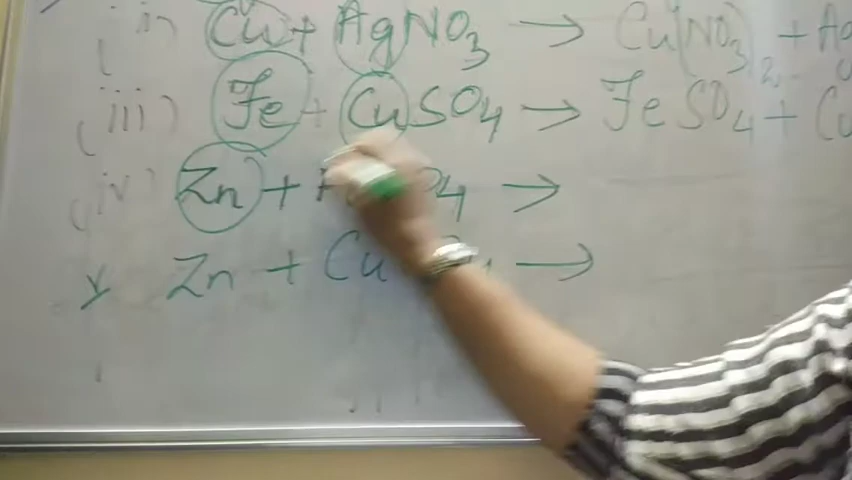 ii) Cu + AgNO3 → Cu(NO3)2 + Ag
(iii) Fe + CuSO4 → FeSO4 + Cu
(iv) Zn + →
v Zn + Cu →